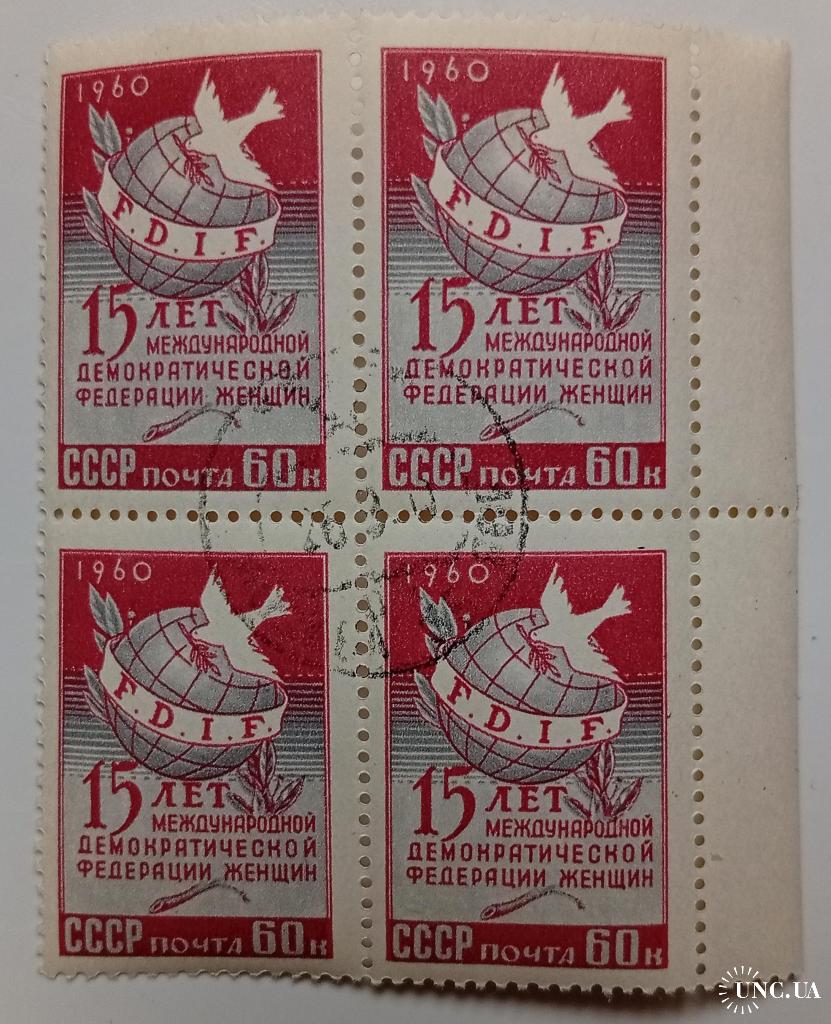 1960
F.D.I.F.
15 ЛЕТ
МЕЖДУНАРОДНОЙ
ДЕМОКРАТИЧЕСКОЙ
ФЕДЕРАЦИИ ЖЕНЩИН
СССР ПОЧТА 60 к
1960
F.D.I.F.
15 ЛЕТ
МЕЖДУНАРОДНОЙ
ДЕМОКРАТИЧЕСКОЙ
ФЕДЕРАЦИИ ЖЕНЩИН
СССР ПОЧТА 60 к
1960
F.D.I.F.
15 ЛЕТ
МЕЖДУНАРОДНОЙ
ДЕМОКРАТИЧЕСКОЙ
ФЕДЕРАЦИИ ЖЕНЩИН
СССР ПОЧТА 60 к
1960
F.D.I.F.
15 ЛЕТ
МЕЖДУНАРОДНОЙ
ДЕМОКРАТИЧЕСКОЙ
ФЕДЕРАЦИИ ЖЕНЩИН
СССР ПОЧТА 60 к
UNC.UA